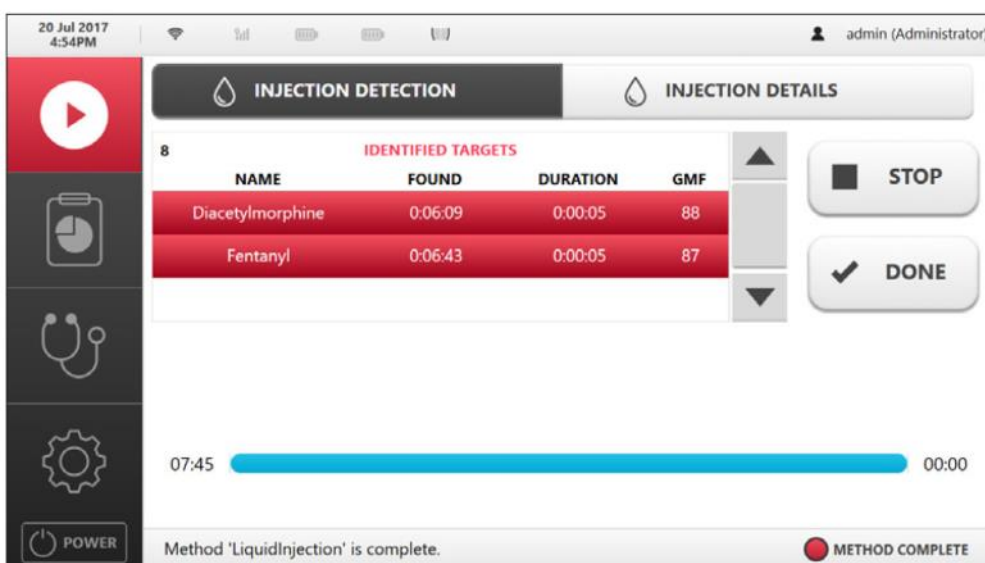 20 Jul 2017
4:54PM
admin (Administrator)
INJECTION DETECTION
INJECTION DETAILS
8
IDENTIFIED TARGETS
NAME FOUND DURATION GMF
Diacetylmorphine 0:06:09 0:00:05 88
Fentanyl 0:06:43 0:00:05 87
STOP
DONE
07:45
00:00
POWER
Method 'LiquidInjection' is complete.
METHOD COMPLETE